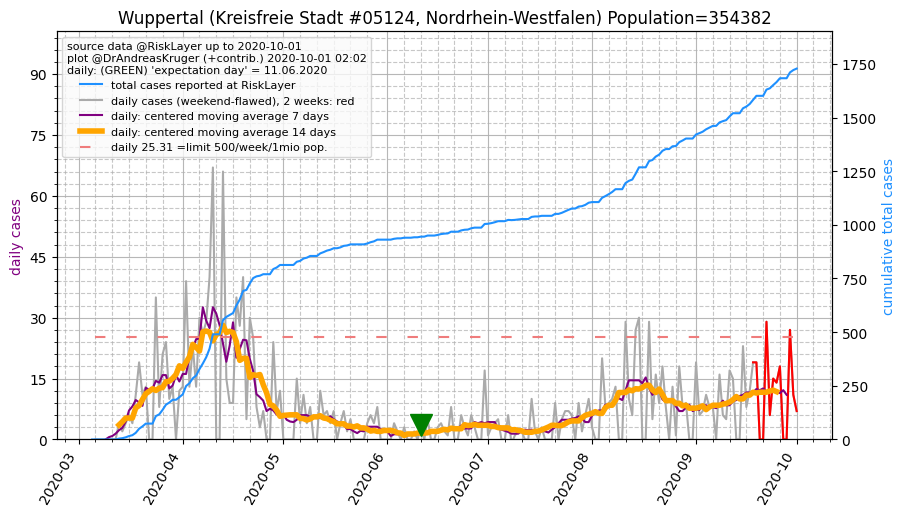 Wuppertal (Kreisfreie Stadt #05124, Nordrhein-Westfalen) Population=354382
source data @RiskLayer up to 2020-10-01
plot @DrAndreasKruger (+contrib.) 2020-10-01 02:02
daily: (GREEN) 'expectation day' = 11.06.2020
total cases reported at RiskLayer
daily cases (weekend-flawed), 2 weeks: red
daily: centered moving average 7 days
daily: centered moving average 14 days
daily 25.31 =limit 500/week/1mio pop.
daily cases
90
75
60
45
30
15
0
cumulative total cases
1750
1500
1250
1000
750
500
250
0
2020-03
2020-04
2020-05
2020-06
2020-07
2020-08
2020-09
2020-10